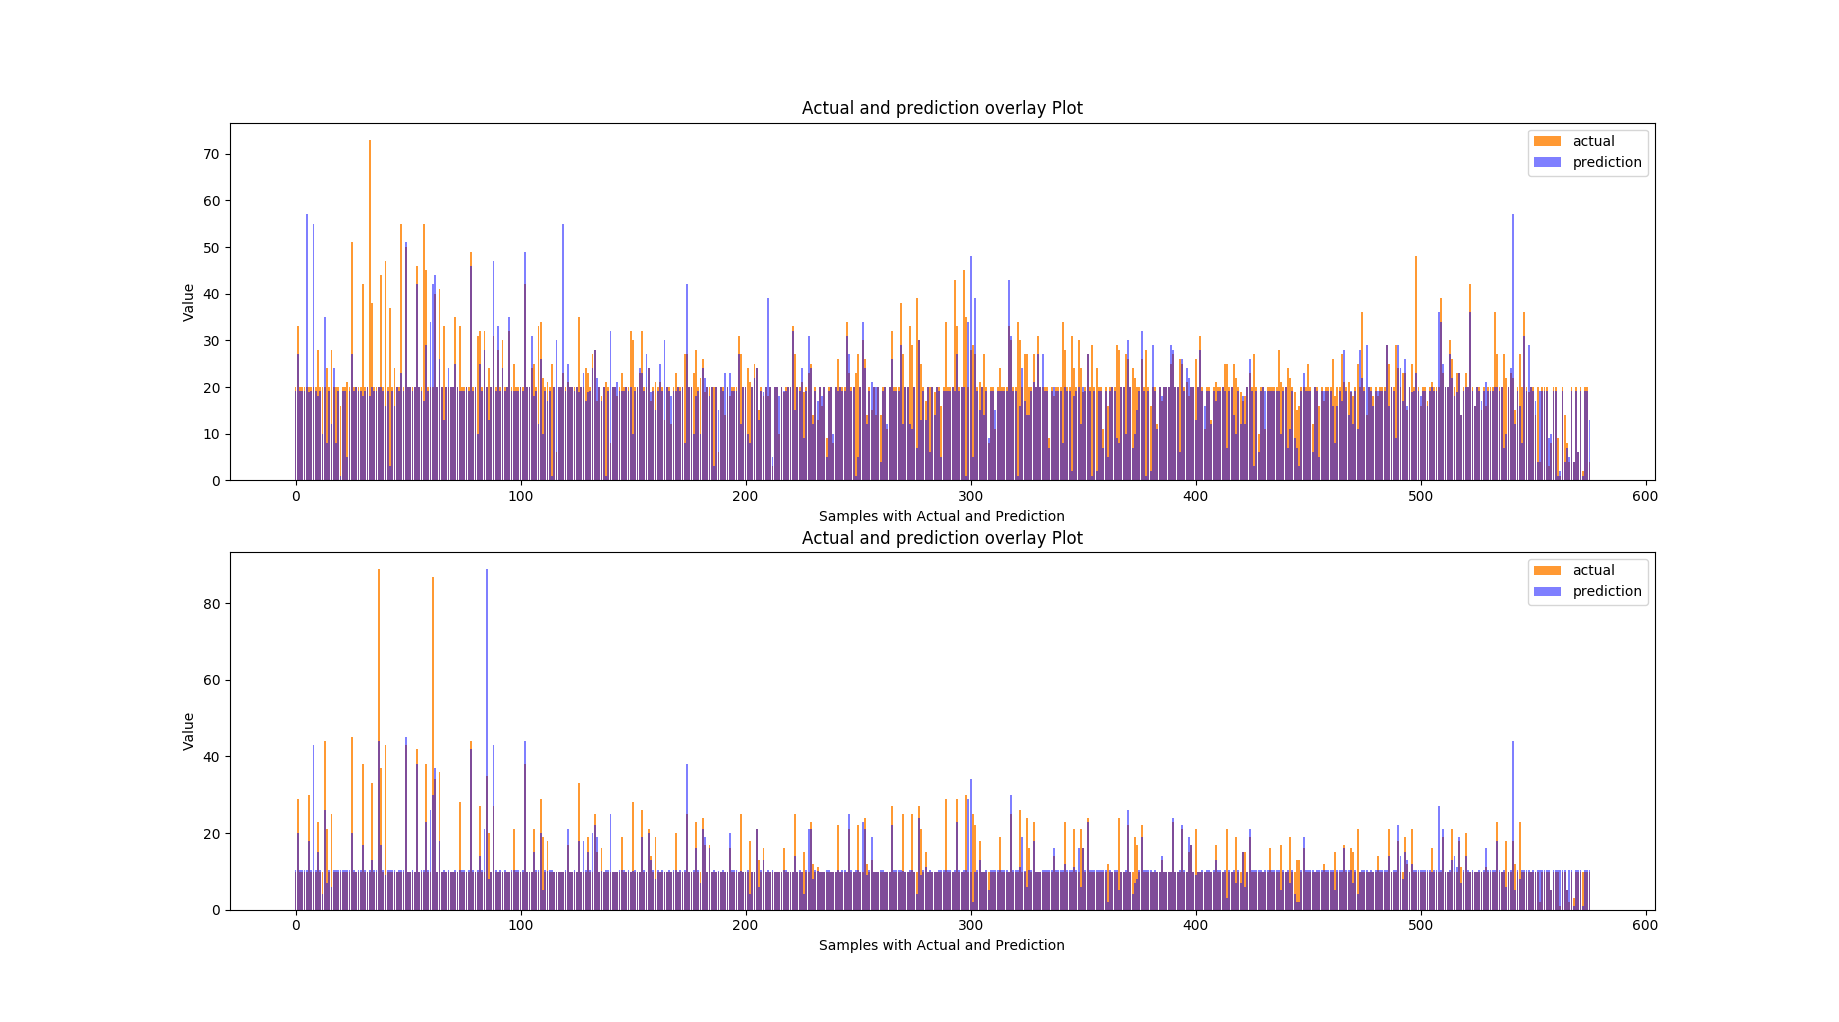 Actual and prediction overlay Plot
actual
prediction
Value
70
60
50
40
30
20
10
0
0 100 200 300 400 500 600
Samples with Actual and Prediction
Actual and prediction overlay Plot
actual
prediction
Value
80
60
40
20
0
0 100 200 300 400 500 600
Samples with Actual and Prediction